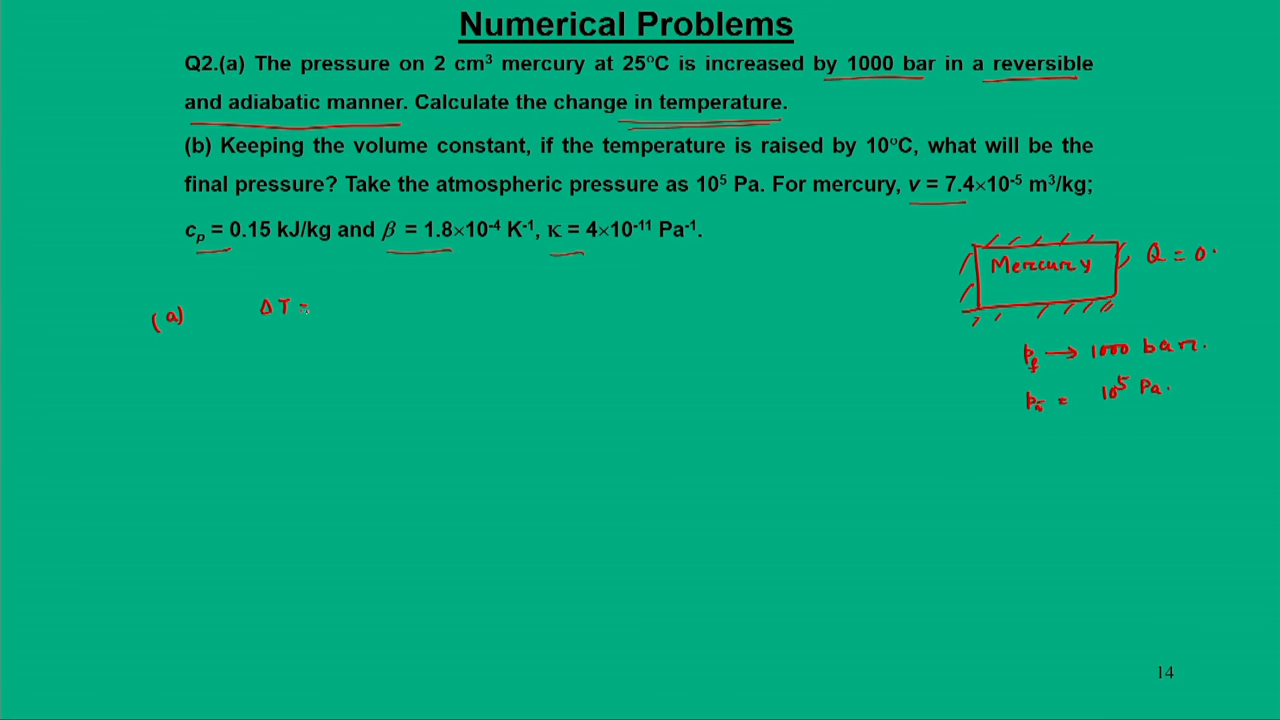 Numerical Problems
Q2.(a) The pressure on 2 cm³ mercury at 25°C is increased by 1000 bar in a reversible
and adiabatic manner. Calculate the change in temperature.
(b) Keeping the volume constant, if the temperature is raised by 10°C, what will be the
final pressure? Take the atmospheric pressure as 10⁵ Pa. For mercury, v = 7.4×10⁻⁵ m³/kg;
cₚ = 0.15 kJ/kg and β = 1.8×10⁻⁴ K⁻¹, κ = 4×10⁻¹¹ Pa⁻¹.
Mercury Q = 0.
(a) ΔT =
p_f → 1000 bar.
p_i = 10⁵ Pa.
14